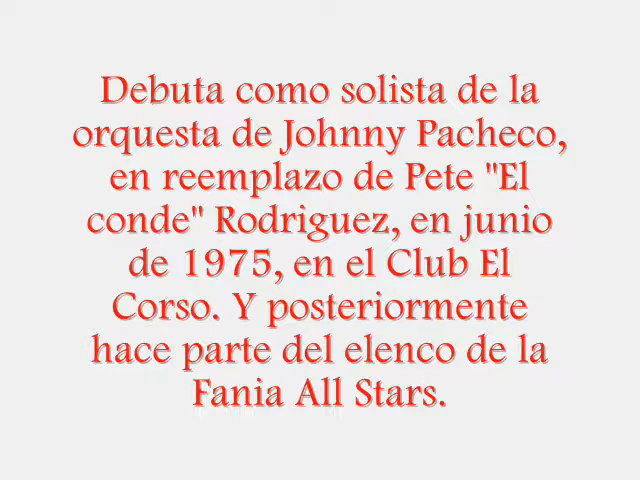 Debuta como solista de la
orquesta de Johnny Pacheco,
en reemplazo de Pete "El
conde" Rodriguez, en junio
de 1975, en el Club El
Corso. Y posteriormente
hace parte del elenco de la
Fania All Stars.